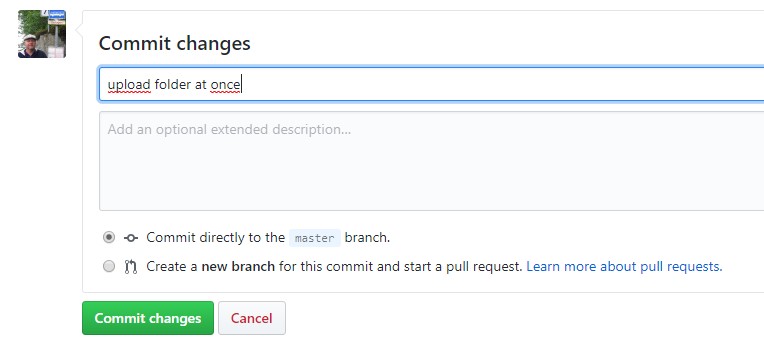 Commit changes
upload folder at once
Add an optional extended description…
Commit directly to the master branch.
Create a new branch for this commit and start a pull request. Learn more about pull requests.
Commit changes
Cancel